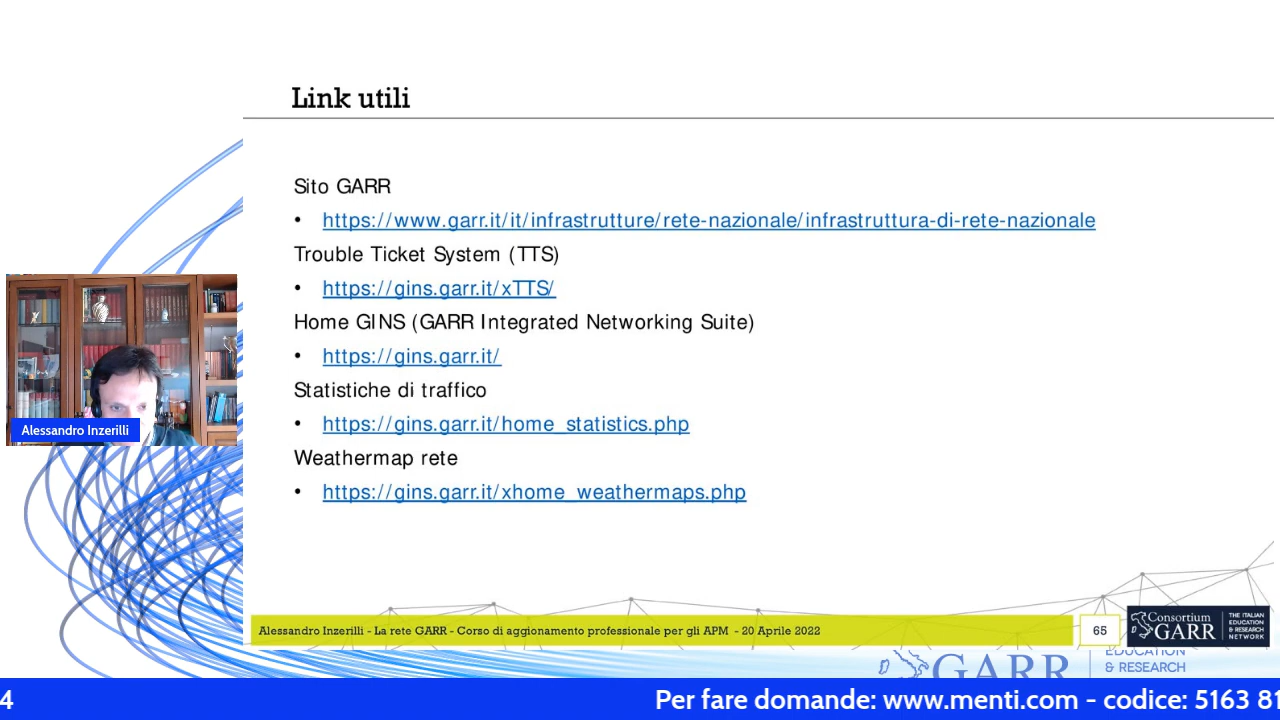 Link utili
Sito GARR
• https://www.garr.it/it/infrastrutture/rete-nazionale/infrastruttura-di-rete-nazionale
Trouble Ticket System (TTS)
• https://gins.garr.it/xTTS/
Home GINS (GARR Integrated Networking Suite)
• https://gins.garr.it/
Statistiche di traffico
• https://gins.garr.it/home_statistics.php
Weathermap rete
• https://gins.garr.it/xhome_weathermaps.php
Alessandro Inzerilli
Alessandro Inzerilli - La rete GARR - Corso di aggionamento professionale per gli APM - 20 Aprile 2022
65
Consortium
GARR
THE ITALIAN
EDUCATION
& RESEARCH
NETWORK
GARR
EDUCATION
& RESEARCH
4
Per fare domande: www.menti.com - codice: 5163 81